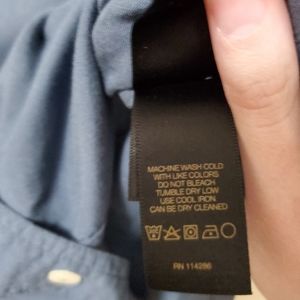 MACHINE WASH COLD
WITH LIKE COLORS
DO NOT BLEACH
TUMBLE DRY LOW
USE COOL IRON
CAN BE DRY CLEANED
RN 114286